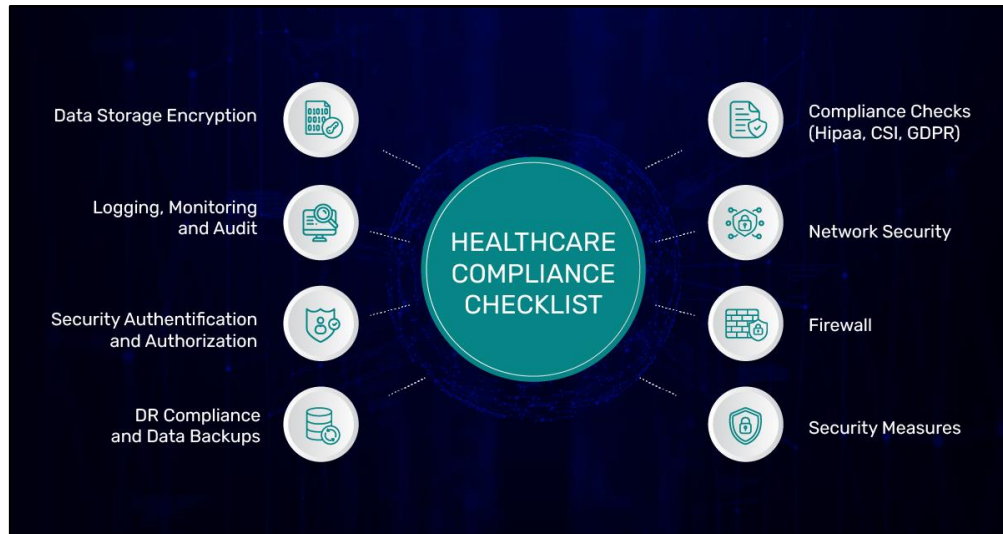 Data Storage Encryption
Logging, Monitoring
and Audit
Security Authentification
and Authorization
DR Compliance
and Data Backups
HEALTHCARE
COMPLIANCE
CHECKLIST
Compliance Checks
(Hipaa, CSI, GDPR)
Network Security
Firewall
Security Measures